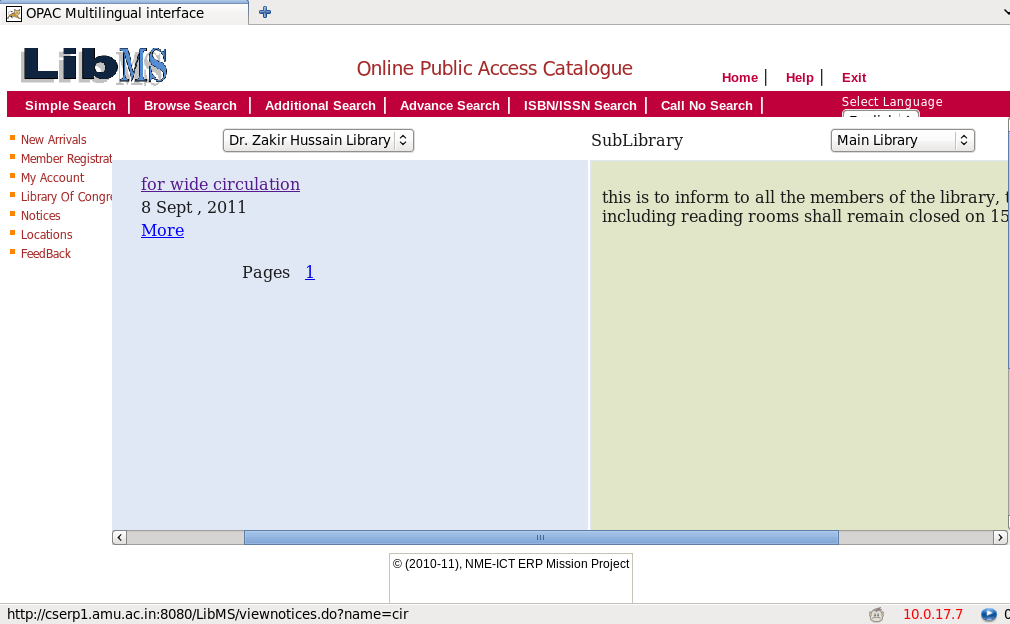 OPAC Multilingual interface
LibMS
Online Public Access Catalogue
Home | Help | Exit
Simple Search | Browse Search | Additional Search | Advance Search | ISBN/ISSN Search | Call No Search |
Select Language
English
New Arrivals
Member Registrat
My Account
Library Of Congre
Notices
Locations
FeedBack
Dr. Zakir Hussain Library
SubLibrary
Main Library
for wide circulation
8 Sept , 2011
More
Pages 1
this is to inform to all the members of the library, t
including reading rooms shall remain closed on 15
© (2010-11), NME-ICT ERP Mission Project
http://cserp1.amu.ac.in:8080/LibMS/viewnotices.do?name=cir
10.0.17.7
0